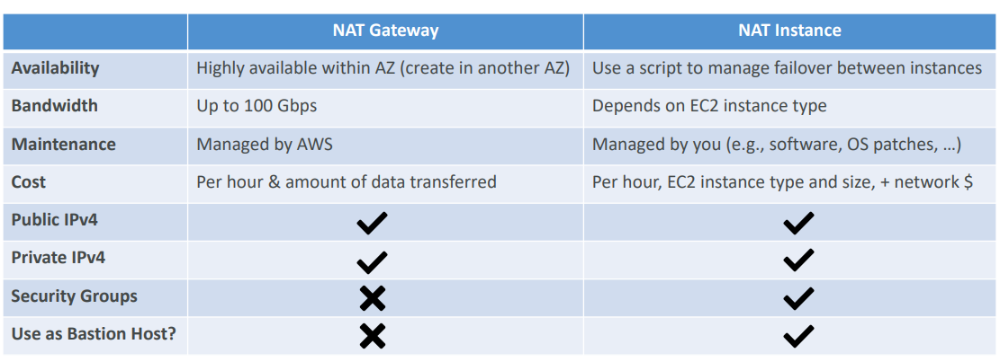 NAT Gateway NAT Instance
Availability Highly available within AZ (create in another AZ) Use a script to manage failover between instances
Bandwidth Up to 100 Gbps Depends on EC2 instance type
Maintenance Managed by AWS Managed by you (e.g., software, OS patches, …)
Cost Per hour & amount of data transferred Per hour, EC2 instance type and size, + network $
Public IPv4 ✔ ✔
Private IPv4 ✔ ✔
Security Groups ✖ ✔
Use as Bastion Host? ✖ ✔